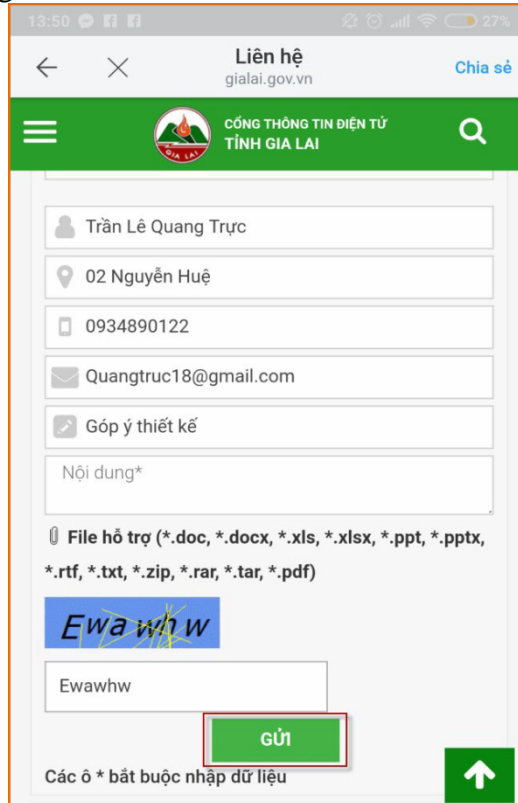 13:50
27%
Liên hệ
gialai.gov.vn
Chia sẻ
CỔNG THÔNG TIN ĐIỆN TỬ
TỈNH GIA LAI
GIA LAI
Trần Lê Quang Trực
02 Nguyễn Huệ
0934890122
Quangtruc18@gmail.com
Góp ý thiết kế
Nội dung*
File hỗ trợ (*.doc, *.docx, *.xls, *.xlsx, *.ppt, *.pptx,
*.rtf, *.txt, *.zip, *.rar, *.tar, *.pdf)
Ewawhw
Ewawhw
GỬI
Các ô * bắt buộc nhập dữ liệu